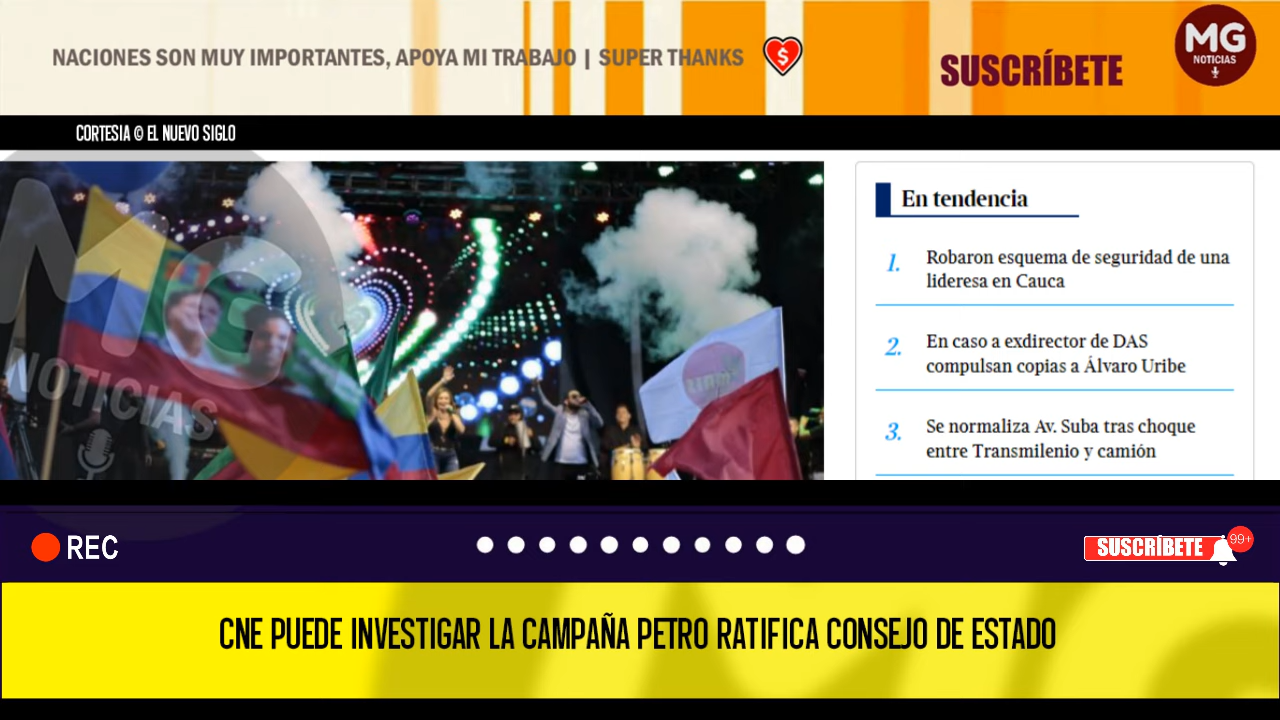 NACIONES SON MUY IMPORTANTES, APOYA MI TRABAJO | SUPER THANKS
SUSCRÍBETE
MG
NOTICIAS
CORTESIA © EL NUEVO SIGLO
MG
NOTICIAS
En tendencia
1. Robaron esquema de seguridad de una
lideresa en Cauca
2. En caso a exdirector de DAS
compulsan copias a Álvaro Uribe
3. Se normaliza Av. Suba tras choque
entre Transmilenio y camión
REC
SUSCRÍBETE
99+
CNE PUEDE INVESTIGAR LA CAMPAÑA PETRO RATIFICA CONSEJO DE ESTADO